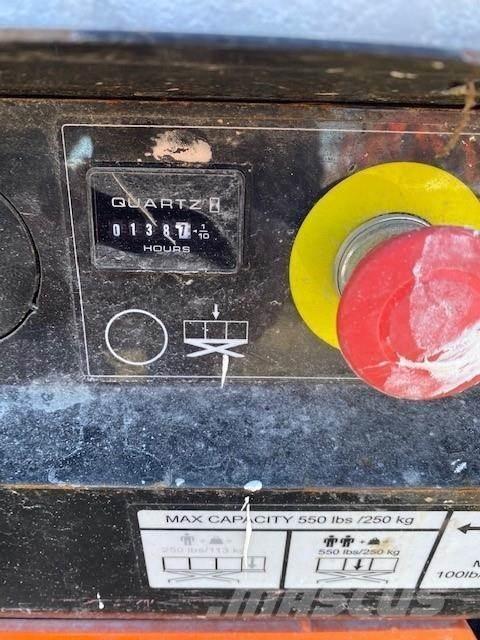 QUARTZ
01387 1/10
HOURS
MAX CAPACITY 550 lbs /250 kg
250 lbs/113 kg
550 lbs/250 kg
100lb/
MASCUS